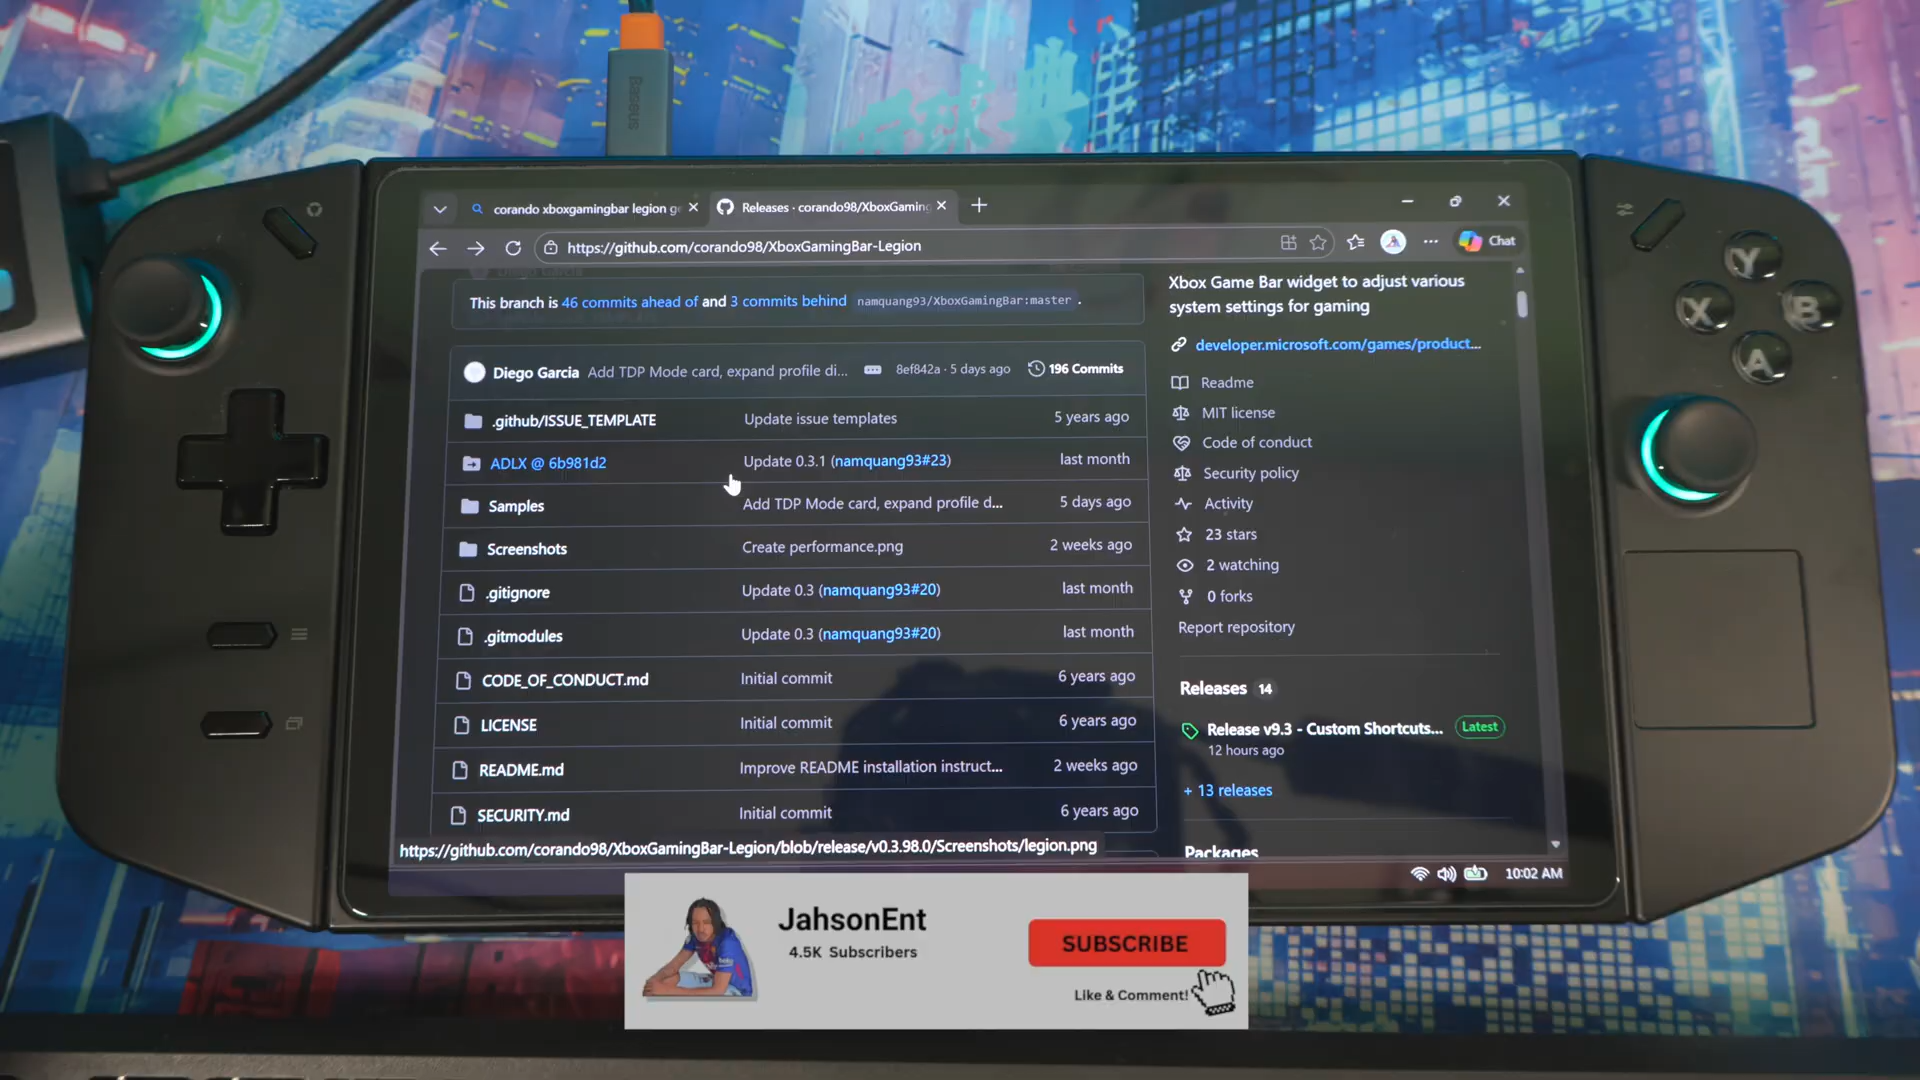 Baseus
corando xboxgamingbar legion g
Releases · corando98/XboxGaming
https://github.com/corando98/XboxGamingBar-Legion
Chat
This branch is 46 commits ahead of and 3 commits behind namquang93/XboxGamingBar:master .
Diego Garcia Add TDP Mode card, expand profile di... 8ef842a · 5 days ago 196 Commits
.github/ISSUE_TEMPLATE Update issue templates 5 years ago
ADLX @ 6b981d2 Update 0.3.1 (namquang93#23) last month
Samples Add TDP Mode card, expand profile d... 5 days ago
Screenshots Create performance.png 2 weeks ago
.gitignore Update 0.3 (namquang93#20) last month
.gitmodules Update 0.3 (namquang93#20) last month
CODE_OF_CONDUCT.md Initial commit 6 years ago
LICENSE Initial commit 6 years ago
README.md Improve README installation instruct... 2 weeks ago
SECURITY.md Initial commit 6 years ago
https://github.com/corando98/XboxGamingBar-Legion/blob/release/v0.3.98.0/Screenshots/legion.png
Xbox Game Bar widget to adjust various
system settings for gaming
developer.microsoft.com/games/product...
Readme
MIT license
Code of conduct
Security policy
Activity
23 stars
2 watching
0 forks
Report repository
Releases 14
Release v9.3 - Custom Shortcuts... Latest
12 hours ago
+ 13 releases
Packages
10:02 AM
Y
X
B
A
JahsonEnt
4.5K Subscribers
SUBSCRIBE
Like & Comment!